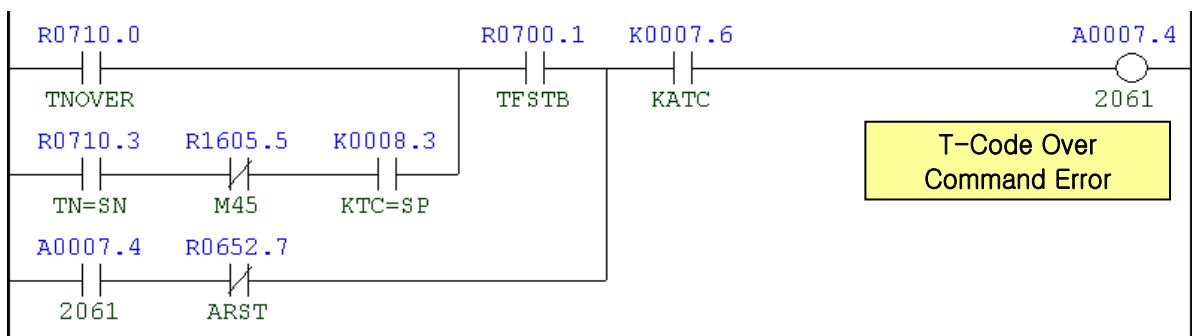 R0710.0 R0700.1 K0007.6 A0007.4
TNOVER TFSTB KATC 2061
R0710.3 R1605.5 K0008.3
TN=SN M45 KTC=SP
T-Code Over
Command Error
A0007.4 R0652.7
2061 ARST